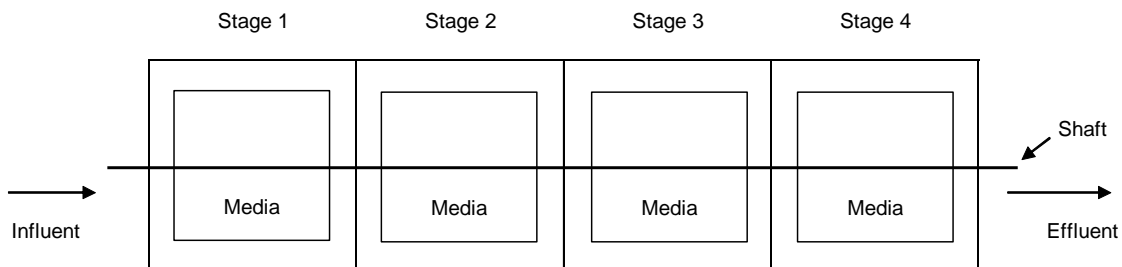 Stage 1
Stage 2
Stage 3
Stage 4
Shaft
Media
Media
Media
Media
Influent
Effluent